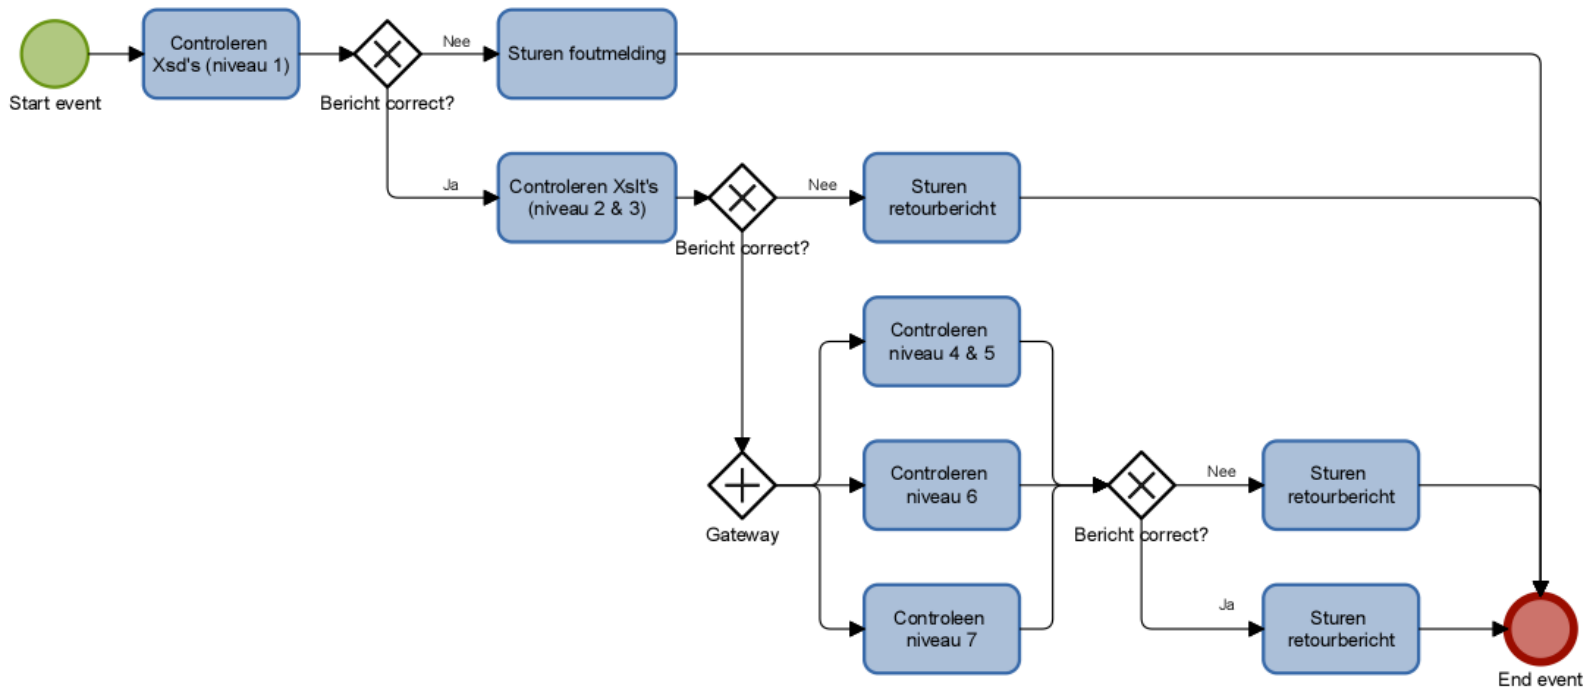 Controleren
Xsd's (niveau 1)
Nee
Sturen foutmelding
Start event
Bericht correct?
Ja
Controleren Xslt's
(niveau 2 & 3)
Nee
Sturen
retourbericht
Bericht correct?
Controleren
niveau 4 & 5
Controleren
niveau 6
Nee
Sturen
retourbericht
Gateway
Bericht correct?
Controleen
niveau 7
Ja
Sturen
retourbericht
End event